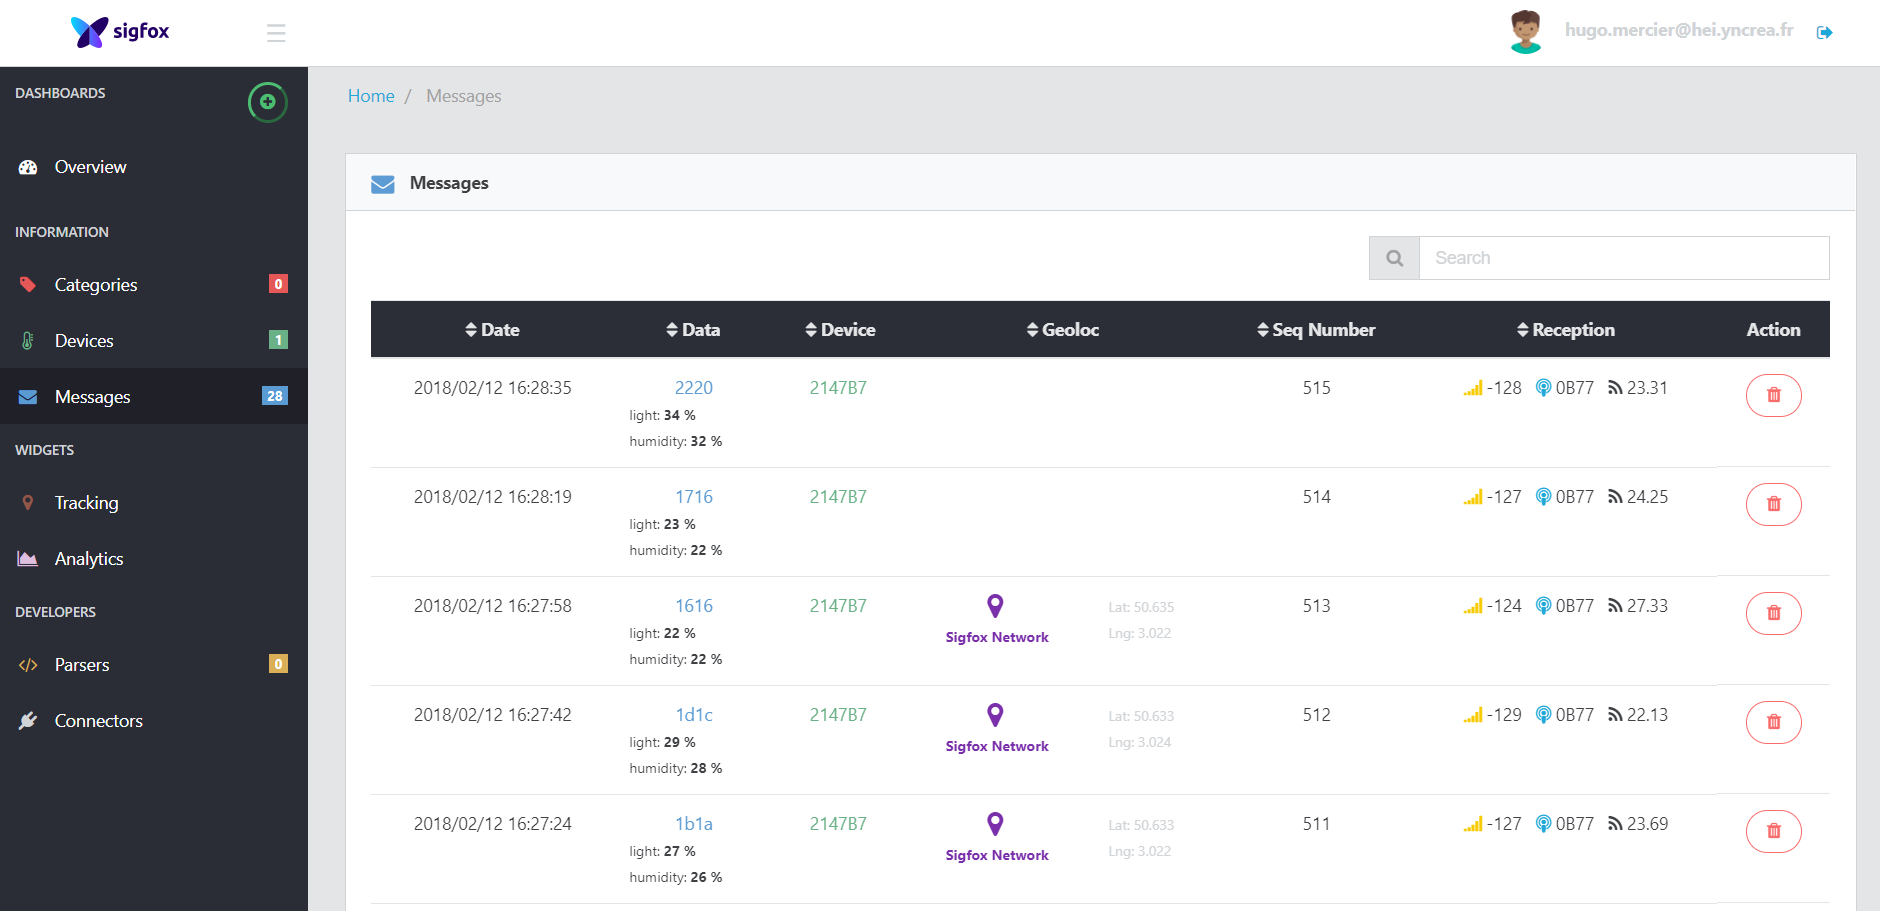 sigfox
hugo.mercier@hei.yncrea.fr
DASHBOARDS
Overview
INFORMATION
Categories 0
Devices 1
Messages 28
WIDGETS
Tracking
Analytics
DEVELOPERS
Parsers 0
Connectors
Home / Messages
Messages
Search
Date Data Device Geoloc Seq Number Reception Action
2018/02/12 16:28:35 2220 2147B7 515 -128 0B77 23.31
light: 34 %
humidity: 32 %
2018/02/12 16:28:19 1716 2147B7 514 -127 0B77 24.25
light: 23 %
humidity: 22 %
2018/02/12 16:27:58 1616 2147B7 Lat: 50.635 513 -124 0B77 27.33
light: 22 % Sigfox Network Lng: 3.022
humidity: 22 %
2018/02/12 16:27:42 1d1c 2147B7 Lat: 50.633 512 -129 0B77 22.13
light: 29 % Sigfox Network Lng: 3.024
humidity: 28 %
2018/02/12 16:27:24 1b1a 2147B7 Lat: 50.633 511 -127 0B77 23.69
light: 27 % Sigfox Network Lng: 3.022
humidity: 26 %